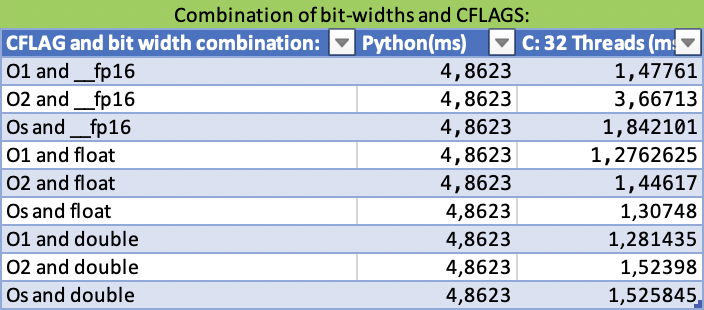 Combination of bit-widths and CFLAGS:
CFLAG and bit width combination: Python(ms) C: 32 Threads (ms
O1 and __fp16 4,8623 1,47761
O2 and __fp16 4,8623 3,66713
Os and __fp16 4,8623 1,842101
O1 and float 4,8623 1,2762625
O2 and float 4,8623 1,44617
Os and float 4,8623 1,30748
O1 and double 4,8623 1,281435
O2 and double 4,8623 1,52398
Os and double 4,8623 1,525845